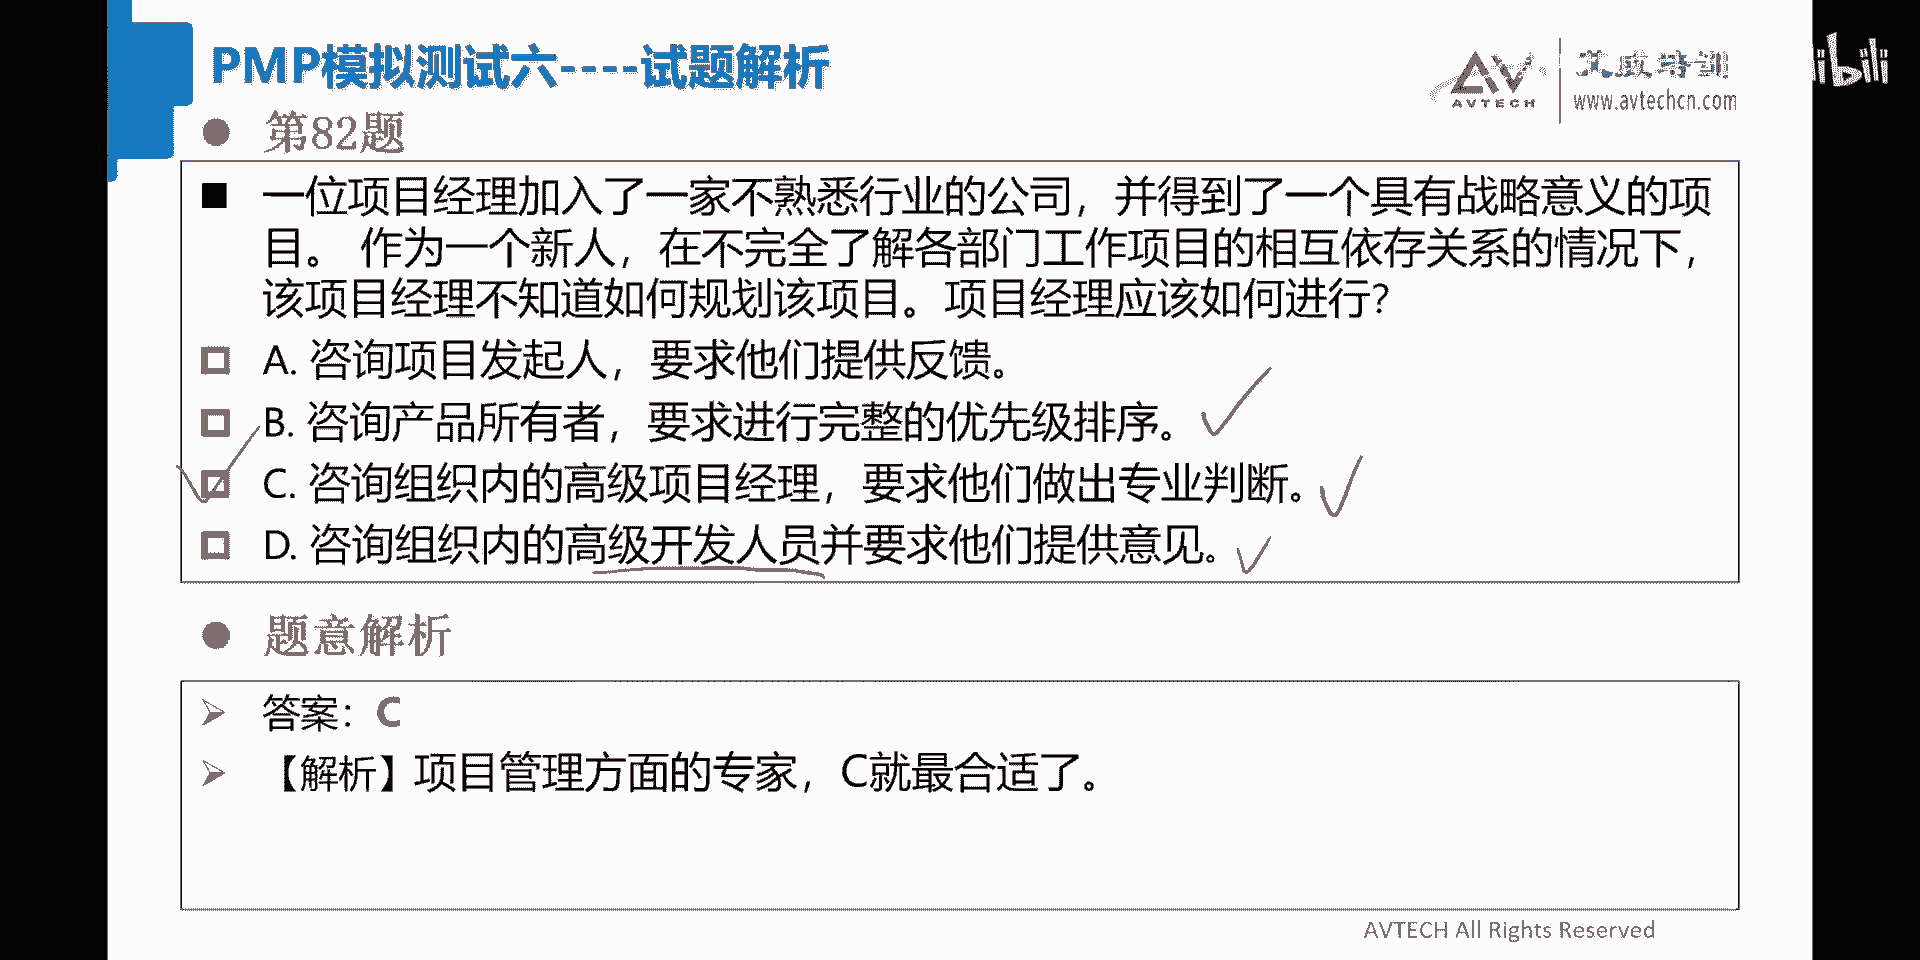 PMP模拟测试六----试题解析
AVTECH
艾威培训
www.avtechcn.com
第82题
一位项目经理加入了一家不熟悉行业的公司，并得到了一个具有战略意义的项
目。 作为一个新人，在不完全了解各部门工作项目的相互依存关系的情况下，
该项目经理不知道如何规划该项目。项目经理应该如何进行？
A. 咨询项目发起人，要求他们提供反馈。
B. 咨询产品所有者，要求进行完整的优先级排序。
C. 咨询组织内的高级项目经理，要求他们做出专业判断。
D. 咨询组织内的高级开发人员并要求他们提供意见。
题意解析
答案：C
【解析】项目管理方面的专家，C就最合适了。
AVTECH All Rights Reserved